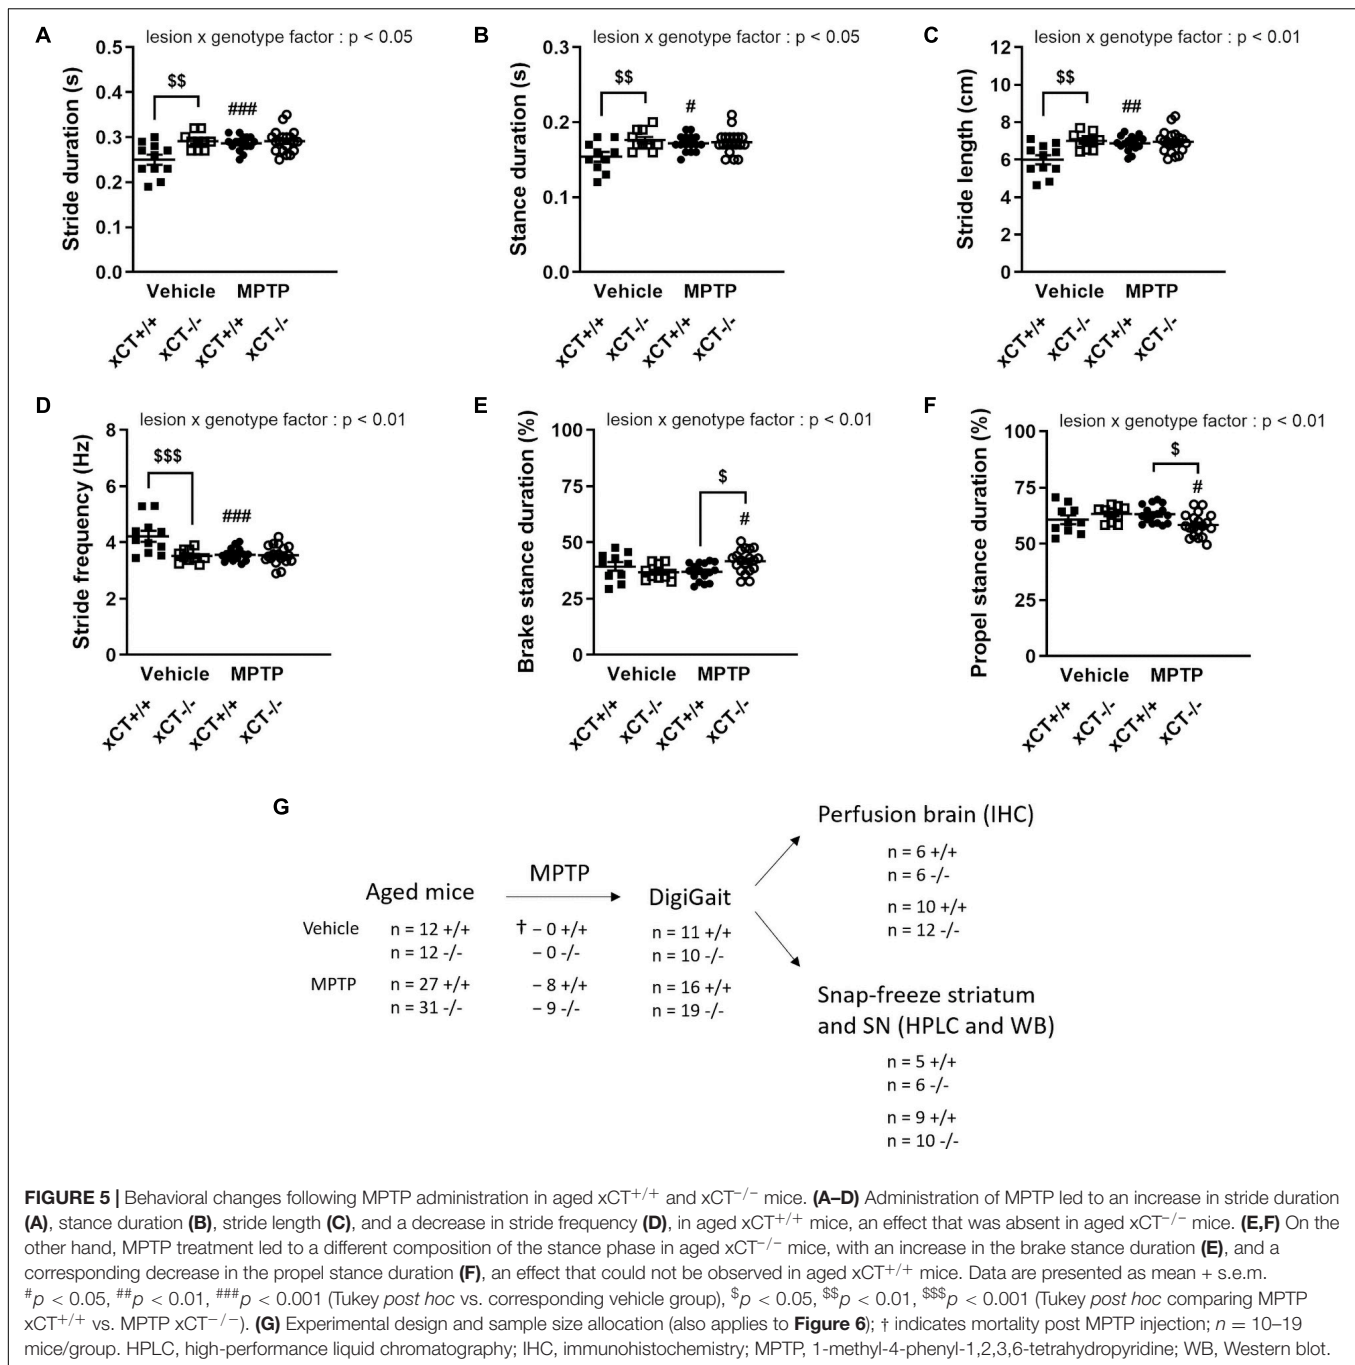 A
lesion x genotype factor : p < 0.05
Stride duration (s)
0.5
0.4
0.3
0.2
0.1
0.0
$$
###
Vehicle MPTP
xCT+/+ xCT-/- xCT+/+ xCT-/-
B
lesion x genotype factor : p < 0.05
Stance duration (s)
0.3
0.2
0.1
0.0
$$
#
Vehicle MPTP
xCT+/+ xCT-/- xCT+/+ xCT-/-
C
lesion x genotype factor : p < 0.01
Stride length (cm)
12
10
8
6
4
2
0
$$
##
Vehicle MPTP
xCT+/+ xCT-/- xCT+/+ xCT-/-
D
lesion x genotype factor : p < 0.01
Stride frequency (Hz)
8
6
4
2
0
$$$
###
Vehicle MPTP
xCT+/+ xCT-/- xCT+/+ xCT-/-
E
lesion x genotype factor : p < 0.01
Brake stance duration (%)
100
75
50
25
0
$
#
Vehicle MPTP
xCT+/+ xCT-/- xCT+/+ xCT-/-
F
lesion x genotype factor : p < 0.01
Propel stance duration (%)
100
75
50
25
0
$
#
Vehicle MPTP
xCT+/+ xCT-/- xCT+/+ xCT-/-
G
Aged mice
MPTP
DigiGait
Vehicle n = 12 +/+ † – 0 +/+ n = 11 +/+
n = 12 -/- – 0 -/- n = 10 -/-
MPTP n = 27 +/+ – 8 +/+ n = 16 +/+
n = 31 -/- – 9 -/- n = 19 -/-
Perfusion brain (IHC)
n = 6 +/+
n = 6 -/-
n = 10 +/+
n = 12 -/-
Snap-freeze striatum
and SN (HPLC and WB)
n = 5 +/+
n = 6 -/-
n = 9 +/+
n = 10 -/-
FIGURE 5 | Behavioral changes following MPTP administration in aged xCT+/+ and xCT−/− mice. (A–D) Administration of MPTP led to an increase in stride duration
(A), stance duration (B), stride length (C), and a decrease in stride frequency (D), in aged xCT+/+ mice, an effect that was absent in aged xCT−/− mice. (E,F) On the
other hand, MPTP treatment led to a different composition of the stance phase in aged xCT−/− mice, with an increase in the brake stance duration (E), and a
corresponding decrease in the propel stance duration (F), an effect that could not be observed in aged xCT+/+ mice. Data are presented as mean + s.e.m.
#p < 0.05, ##p < 0.01, ###p < 0.001 (Tukey post hoc vs. corresponding vehicle group), $p < 0.05, $$p < 0.01, $$$p < 0.001 (Tukey post hoc comparing MPTP
xCT+/+ vs. MPTP xCT−/−). (G) Experimental design and sample size allocation (also applies to Figure 6); † indicates mortality post MPTP injection; n = 10–19
mice/group. HPLC, high-performance liquid chromatography; IHC, immunohistochemistry; MPTP, 1-methyl-4-phenyl-1,2,3,6-tetrahydropyridine; WB, Western blot.